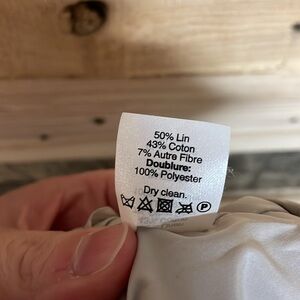 50% Lin
43% Coton
7% Autre Fibre
Doublure:
100% Polyester
Dry clean.
P